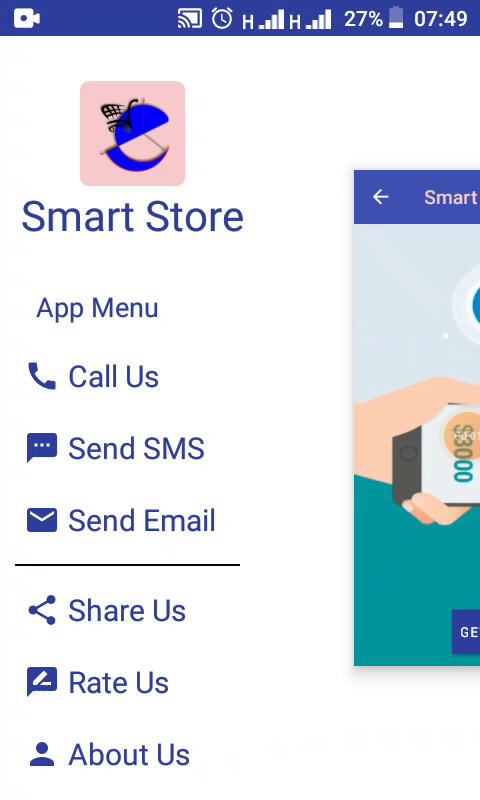 H H 27% 07:49
Smart Store
Smart
App Menu
Call Us
Send SMS
$3000
Send Email
Share Us
GE
Rate Us
About Us